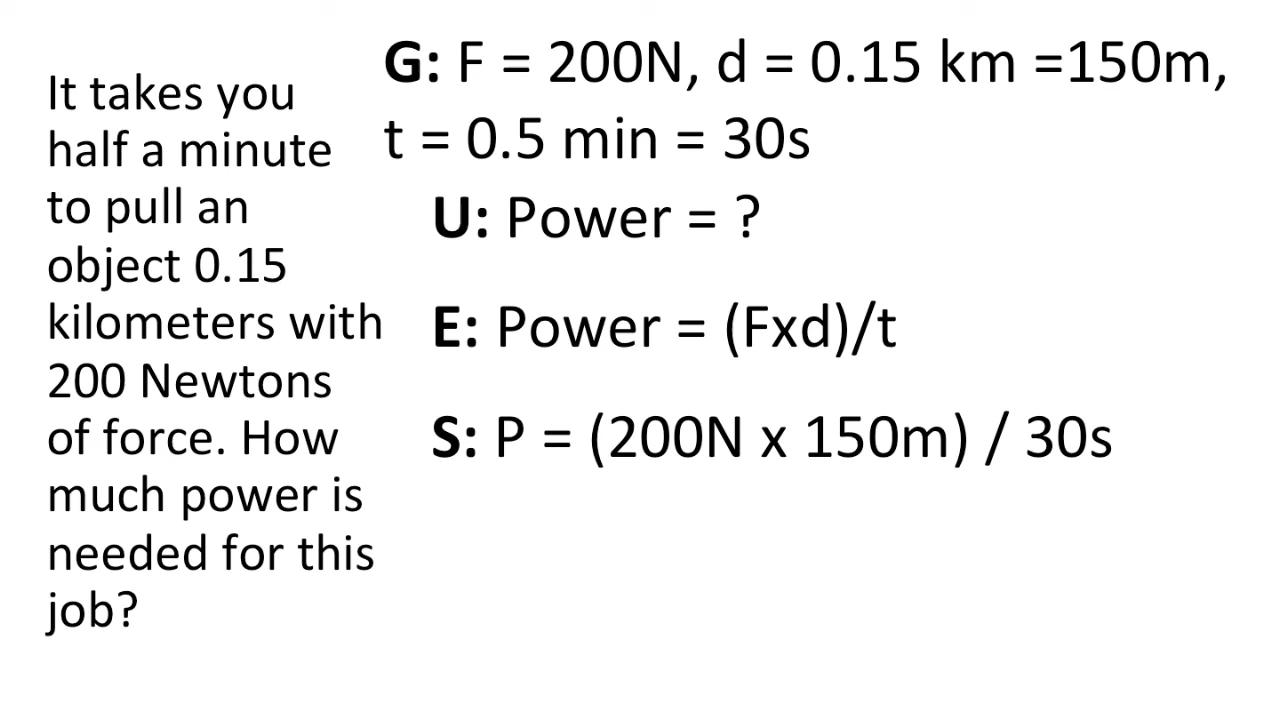 It takes you
half a minute
to pull an
object 0.15
kilometers with
200 Newtons
of force. How
much power is
needed for this
job?
G: F = 200N, d = 0.15 km =150m,
t = 0.5 min = 30s
U: Power = ?
E: Power = (Fxd)/t
S: P = (200N x 150m) / 30s